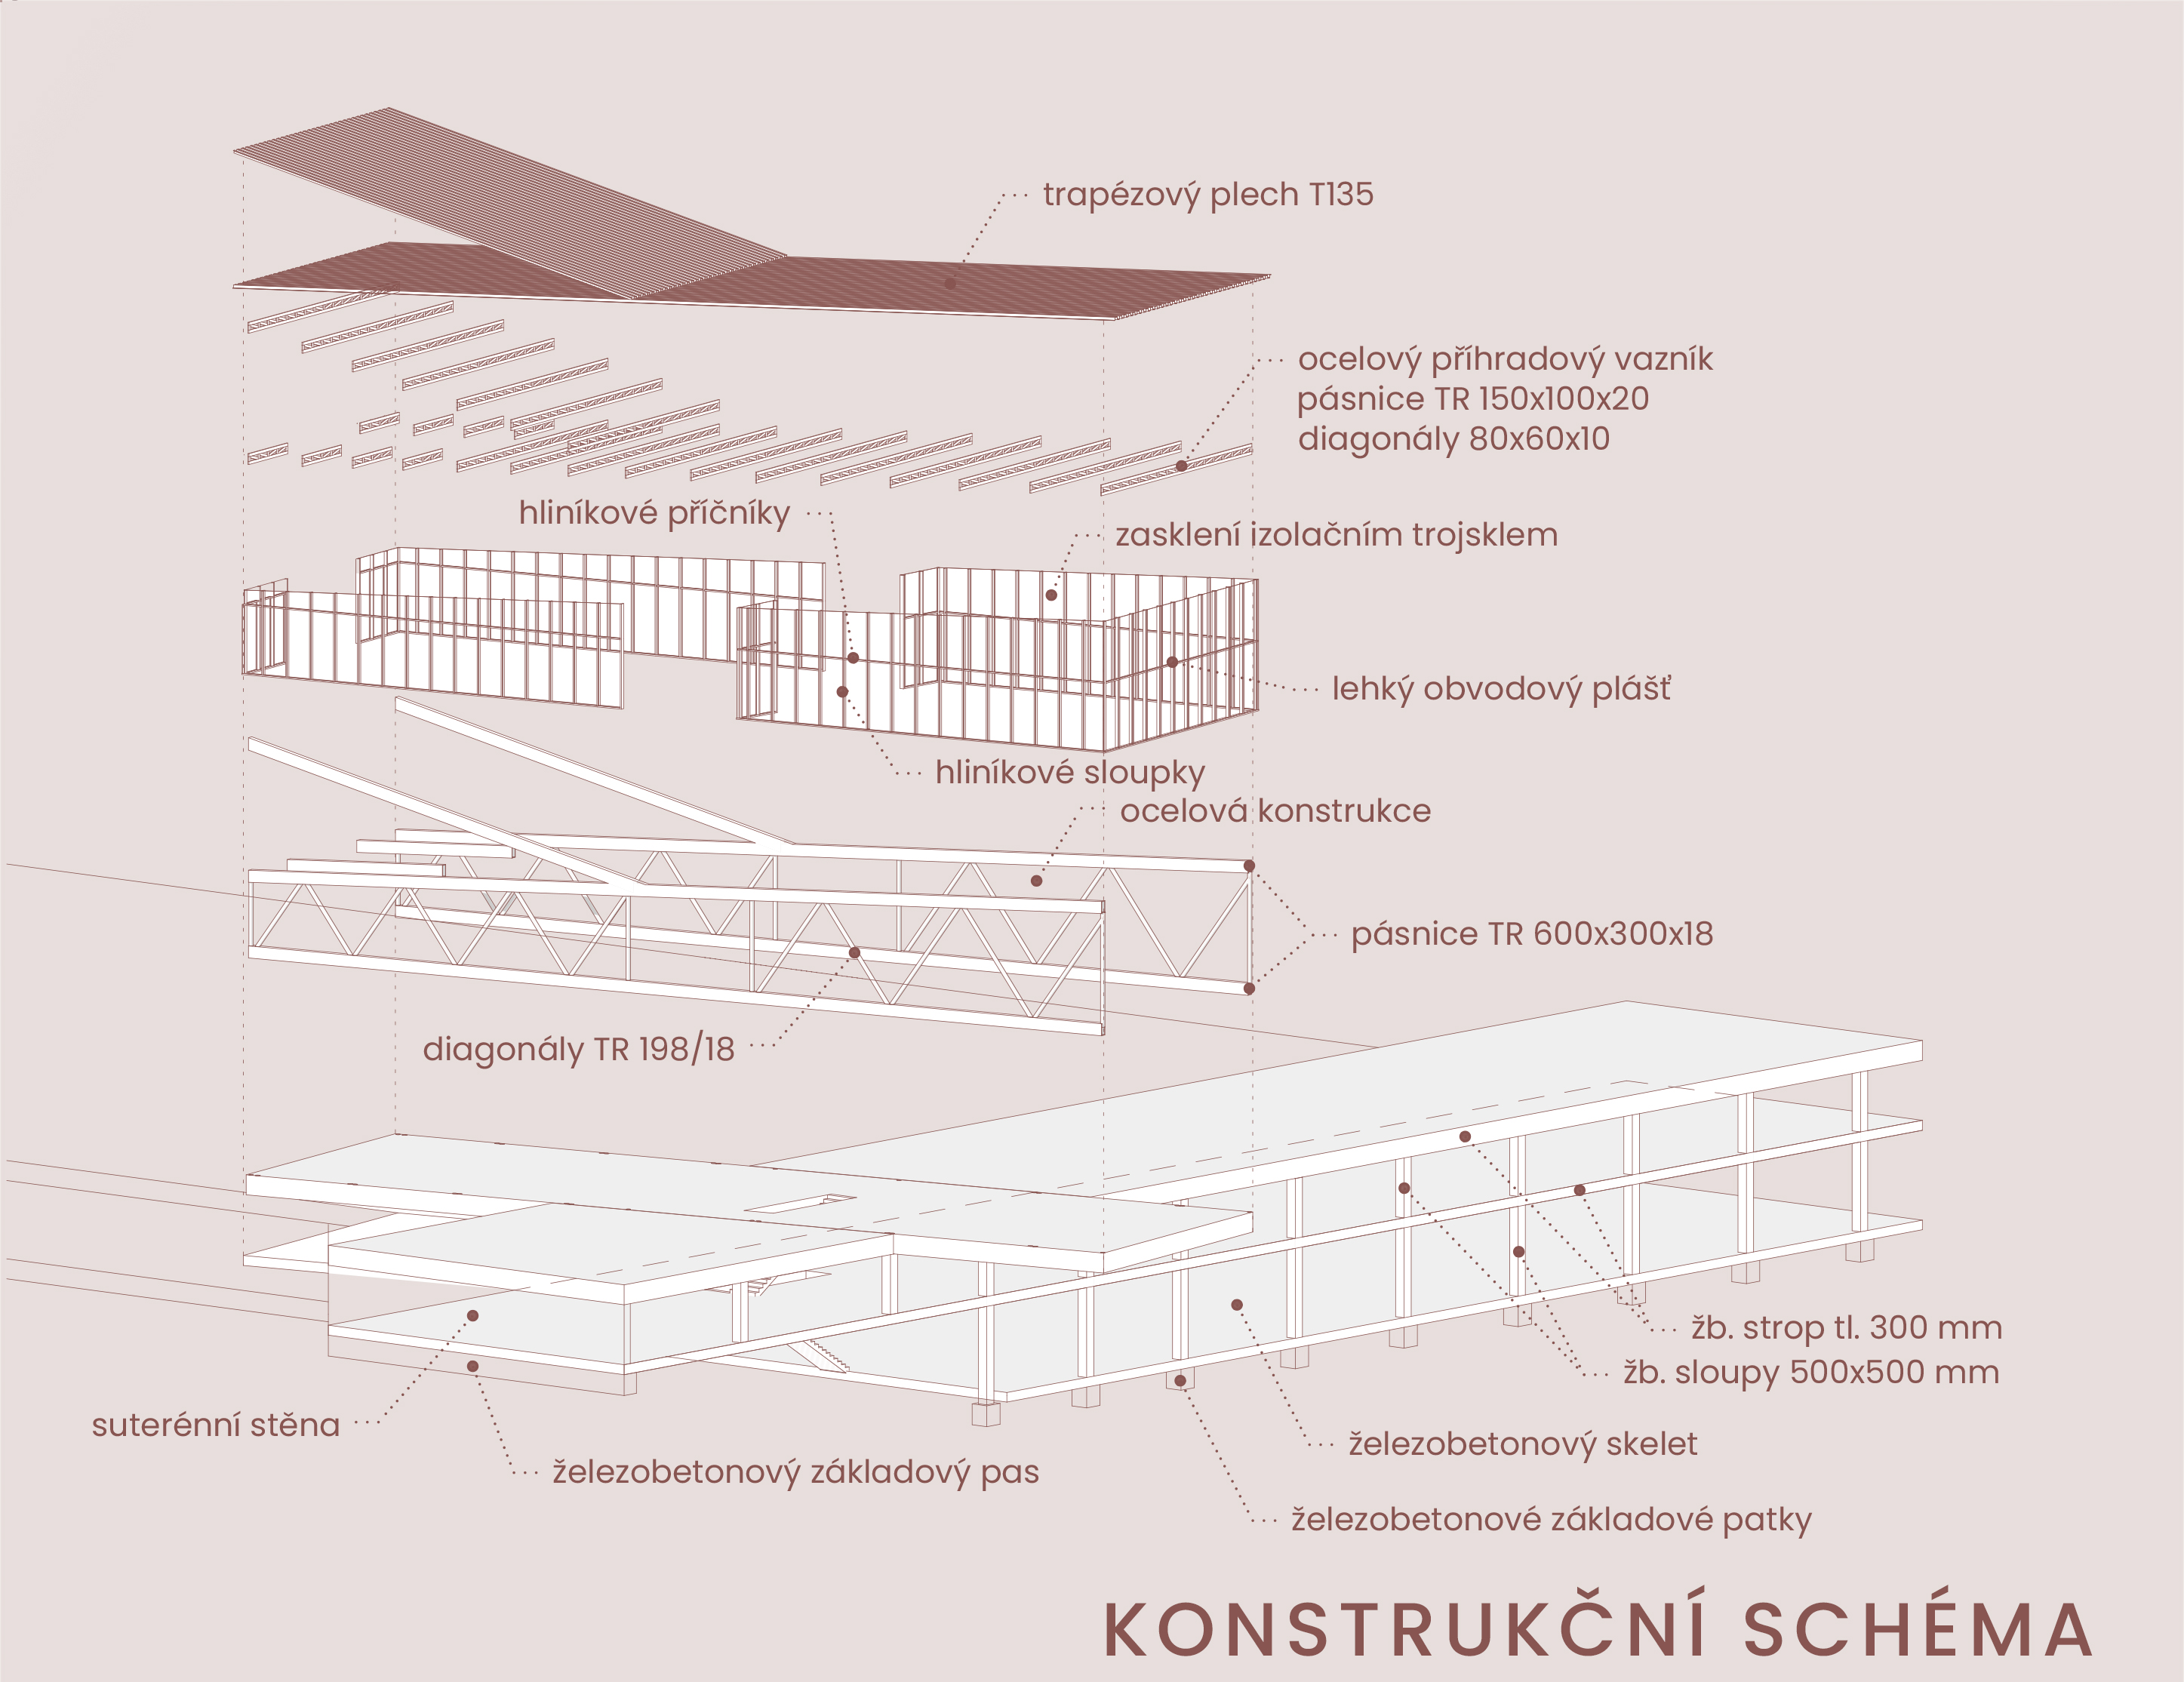 trapézový plech T135
ocelový příhradový vazník
pásnice TR 150x100x20
diagonály 80x60x10
hliníkové příčníky
zasklení izolačním trojsklem
lehký obvodový plášť
hliníkové sloupky
ocelová konstrukce
pásnice TR 600x300x18
diagonály TR 198/18
žb. strop tl. 300 mm
žb. sloupy 500x500 mm
suterénní stěna
železobetonový skelet
železobetonový základový pas
železobetonové základové patky
KONSTRUKČNÍ SCHÉMA